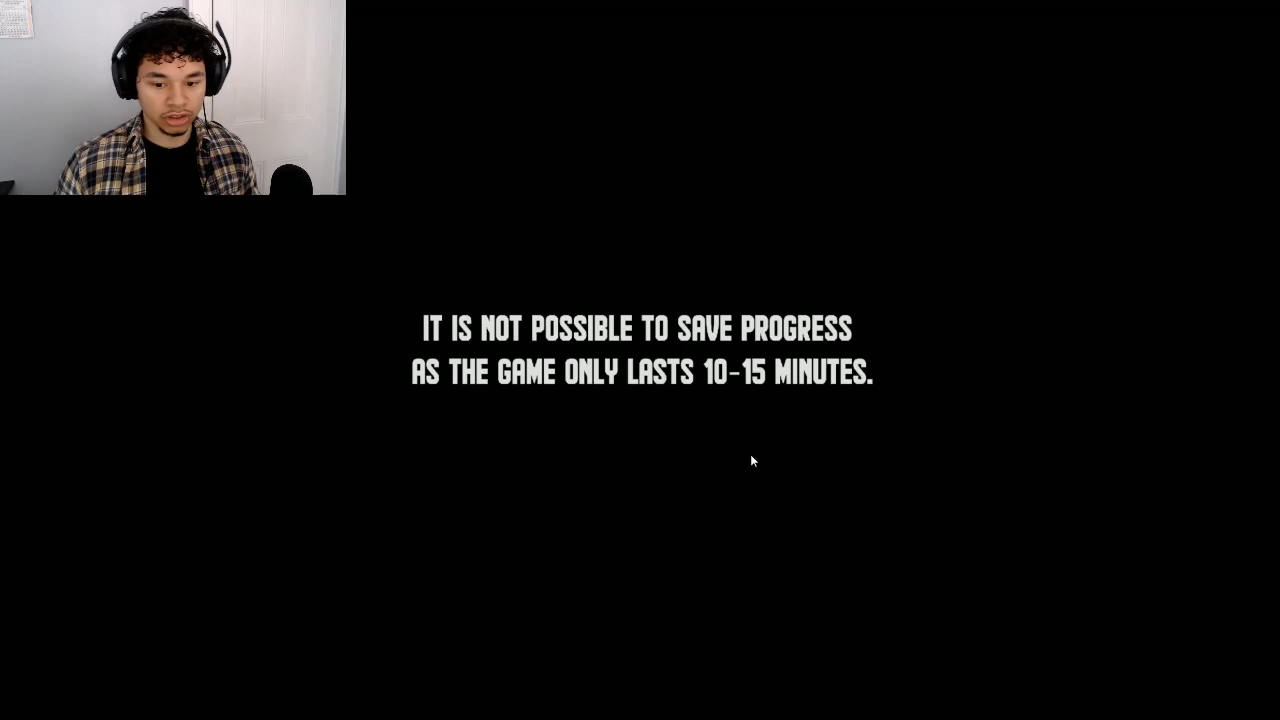 IT IS NOT POSSIBLE TO SAVE PROGRESS
AS THE GAME ONLY LASTS 10-15 MINUTES.